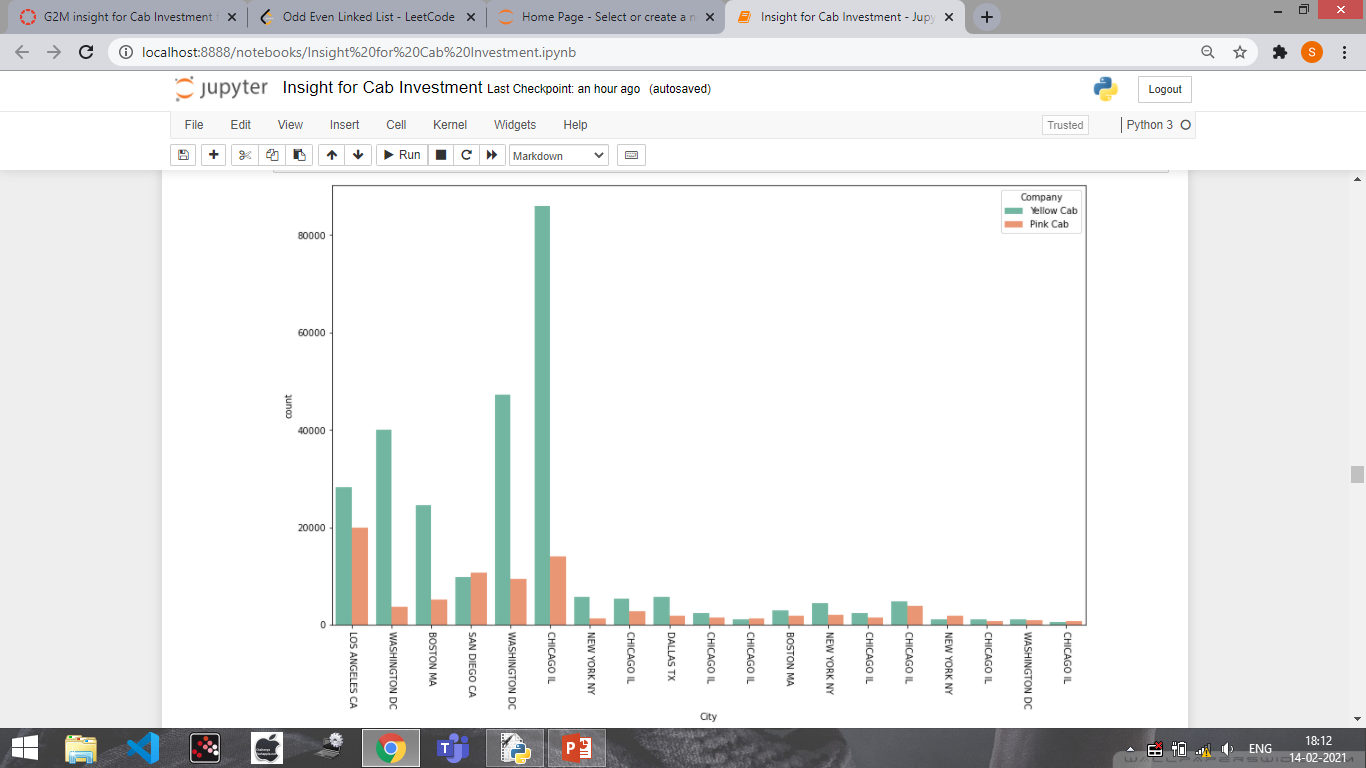 G2M insight for Cab Investment
Odd Even Linked List - LeetCode
Home Page - Select or create a n
Insight for Cab Investment - Jupy
localhost:8888/notebooks/Insight%20for%20Cab%20Investment.ipynb
S
jupyter Insight for Cab Investment Last Checkpoint: an hour ago (autosaved)
Logout
File Edit View Insert Cell Kernel Widgets Help
Trusted
Python 3
Run
Markdown
Company
Yellow Cab
Pink Cab
80000
60000
40000
20000
0
count
LOS ANGELES CA
WASHINGTON DC
BOSTON MA
SAN DIEGO CA
WASHINGTON DC
CHICAGO IL
NEW YORK NY
CHICAGO IL
DALLAS TX
CHICAGO IL
CHICAGO IL
BOSTON MA
NEW YORK NY
CHICAGO IL
CHICAGO IL
NEW YORK NY
CHICAGO IL
WASHINGTON DC
CHICAGO IL
City
ENG
18:12
14-02-2021